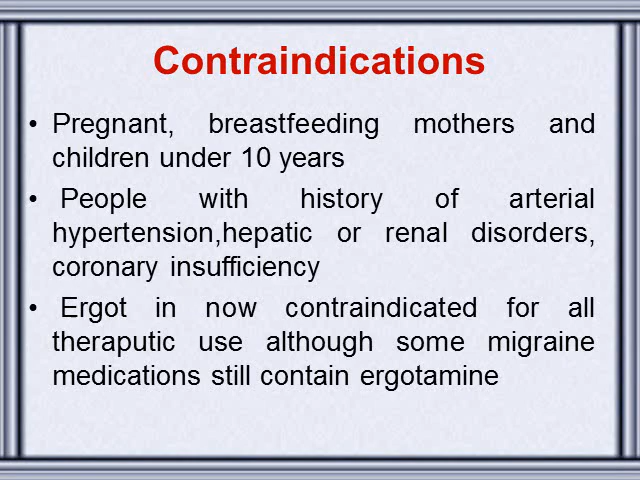 Contraindications
• Pregnant, breastfeeding mothers and
children under 10 years
• People with history of arterial
hypertension,hepatic or renal disorders,
coronary insufficiency
• Ergot in now contraindicated for all
theraputic use although some migraine
medications still contain ergotamine